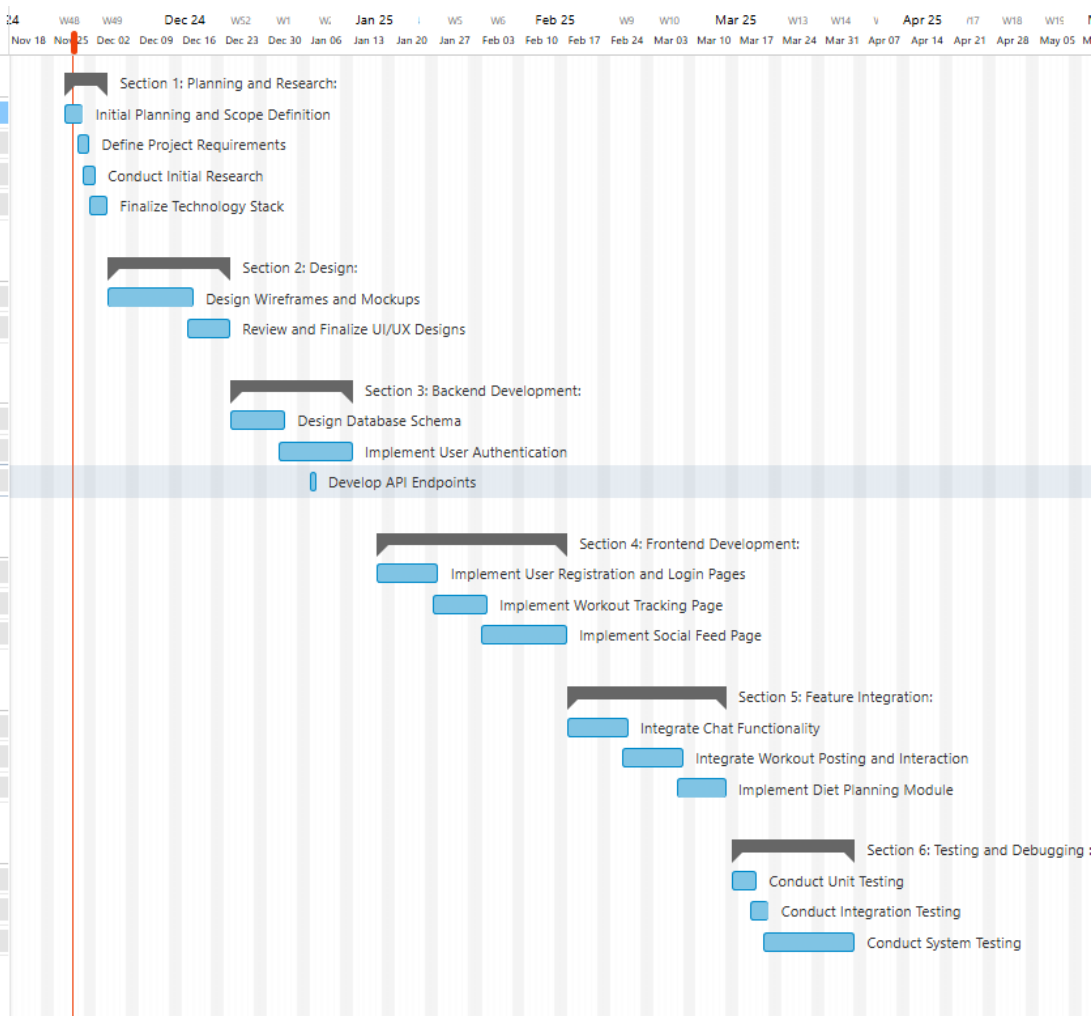 24 W48 W49 Dec 24 W52 W1 W2 Jan 25 W5 W6 Feb 25 W9 W10 Mar 25 W13 W14 Apr 25 /17 W18 W19
Nov 18 Nov 25 Dec 02 Dec 09 Dec 16 Dec 23 Dec 30 Jan 06 Jan 13 Jan 20 Jan 27 Feb 03 Feb 10 Feb 17 Feb 24 Mar 03 Mar 10 Mar 17 Mar 24 Mar 31 Apr 07 Apr 14 Apr 21 Apr 28 May 05
Section 1: Planning and Research:
Initial Planning and Scope Definition
Define Project Requirements
Conduct Initial Research
Finalize Technology Stack
Section 2: Design:
Design Wireframes and Mockups
Review and Finalize UI/UX Designs
Section 3: Backend Development:
Design Database Schema
Implement User Authentication
Develop API Endpoints
Section 4: Frontend Development:
Implement User Registration and Login Pages
Implement Workout Tracking Page
Implement Social Feed Page
Section 5: Feature Integration:
Integrate Chat Functionality
Integrate Workout Posting and Interaction
Implement Diet Planning Module
Section 6: Testing and Debugging :
Conduct Unit Testing
Conduct Integration Testing
Conduct System Testing